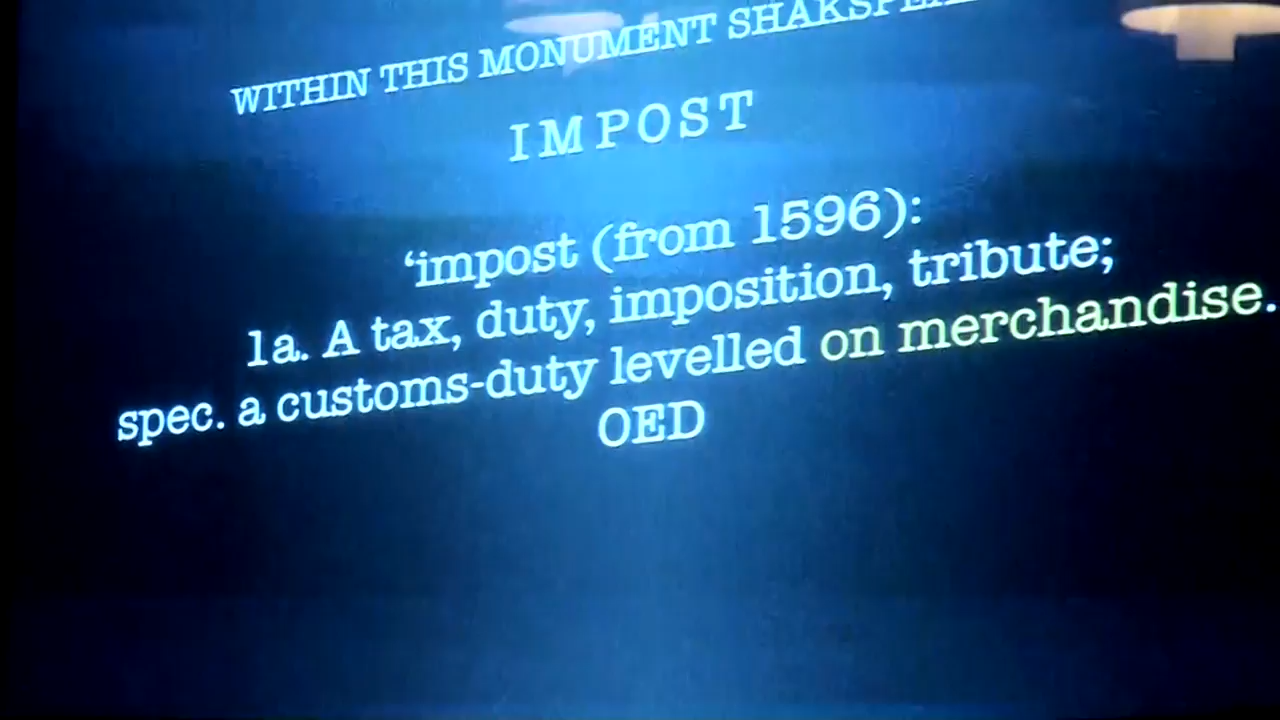 WITHIN THIS MONUMENT
IMPOST
‘impost (from 1596):
1a. A tax, duty, imposition, tribute;
spec. a customs-duty levelled on merchandise.
OED